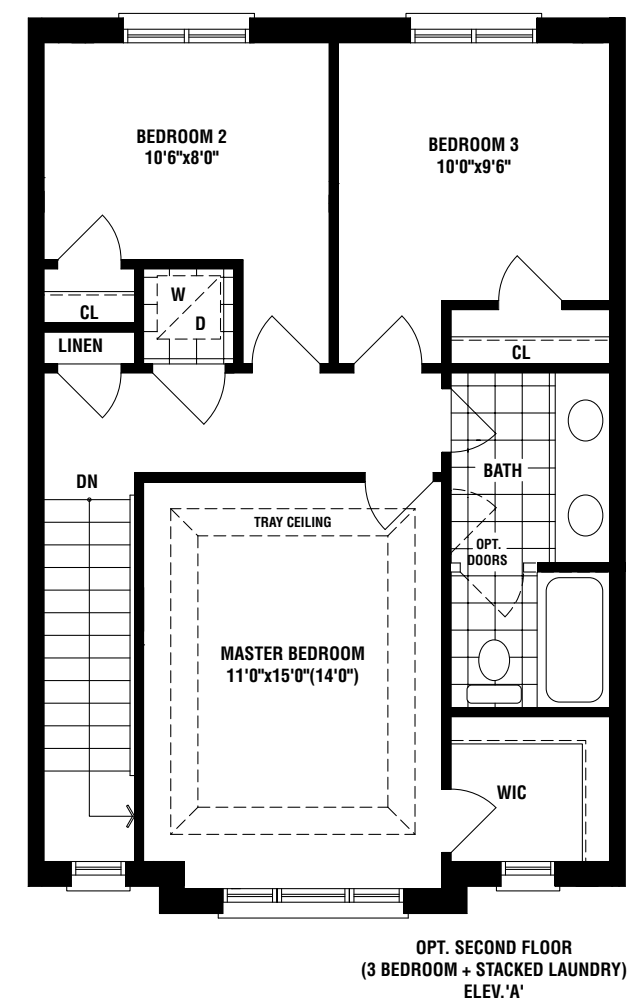 BEDROOM 2
10'6"x8'0"
BEDROOM 3
10'0"x9'6"
W
D
CL
LINEN
CL
DN
BATH
TRAY CEILING
OPT.
DOORS
MASTER BEDROOM
11'0"x15'0"(14'0")
WIC
OPT. SECOND FLOOR
(3 BEDROOM + STACKED LAUNDRY)
ELEV.'A'